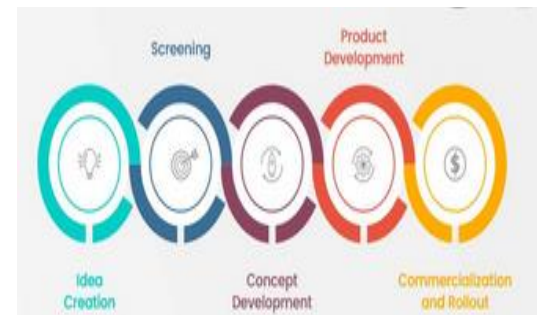 Screening
Product
Development
Idea
Creation
Concept
Development
Commercialization
and Rollout
$